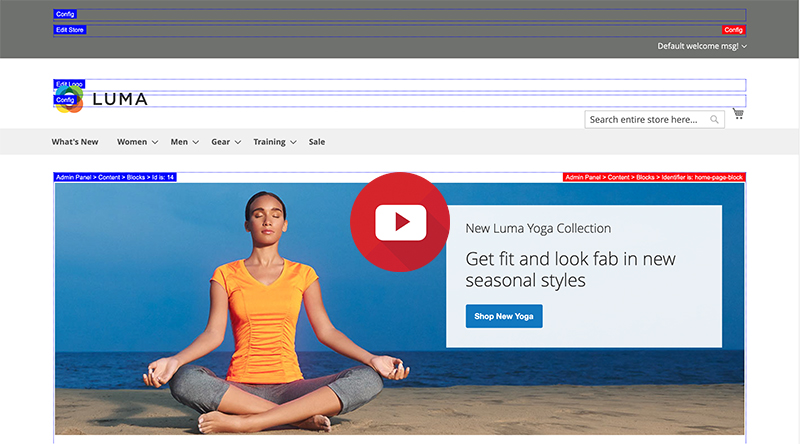 Config
Edit Store
Config
Default welcome msg!
Edit Logo
Config
LUMA
Search entire store here...
What's New Women Men Gear Training Sale
Admin Panel > Content > Blocks > Id is: 14
Admin Panel > Content > Blocks > Identifier is: home-page-block
New Luma Yoga Collection
Get fit and look fab in new
seasonal styles
Shop New Yoga